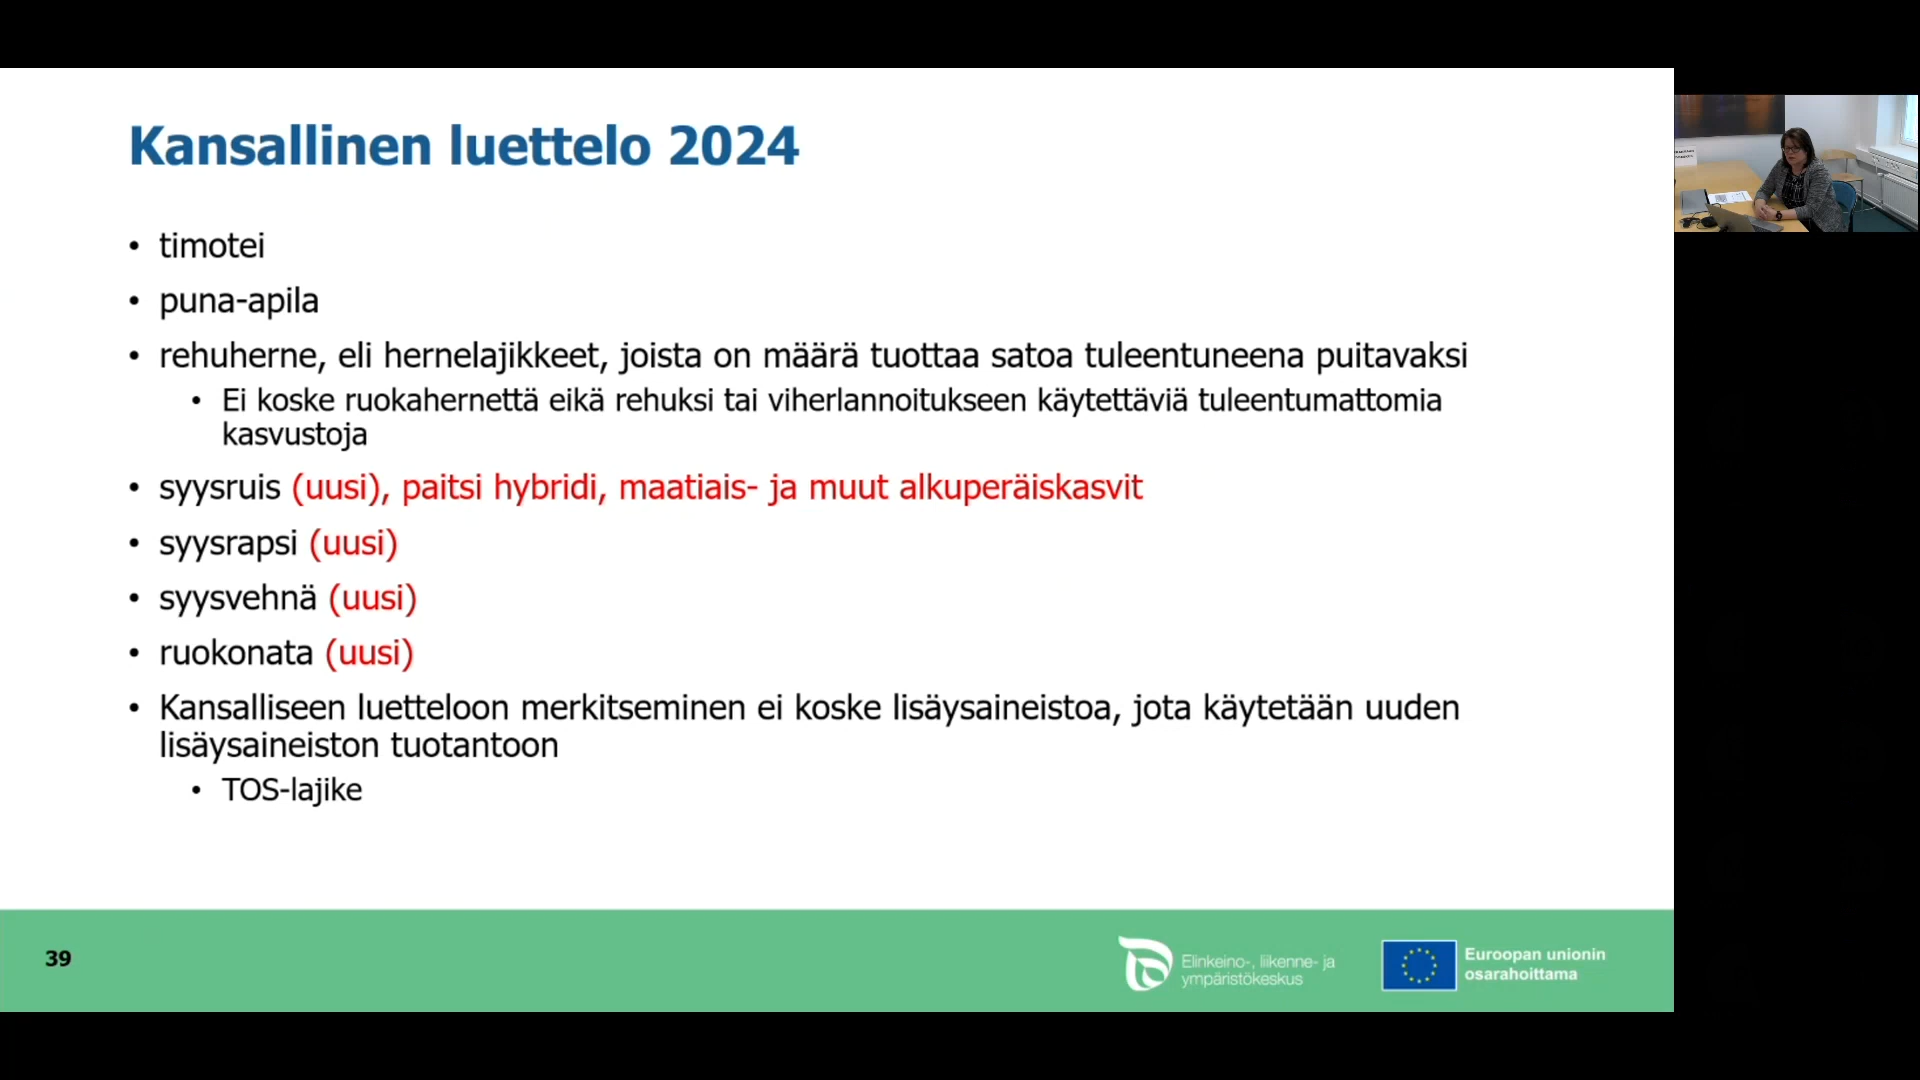 Kansallinen luettelo 2024
• timotei
• puna-apila
• rehuherne, eli hernelajikkeet, joista on määrä tuottaa satoa tuleentuneena puitavaksi
• Ei koske ruokahernettä eikä rehuksi tai viherlannoitukseen käytettäviä tuleentumattomia
kasvustoja
• syysruis (uusi), paitsi hybridi, maatiais- ja muut alkuperäiskasvit
• syysrapsi (uusi)
• syysvehnä (uusi)
• ruokonata (uusi)
• Kansalliseen luetteloon merkitseminen ei koske lisäysaineistoa, jota käytetään uuden
lisäysaineiston tuotantoon
• TOS-lajike
39
Elinkeino-, liikenne- ja
ympäristökeskus
Euroopan unionin
osarahoittama